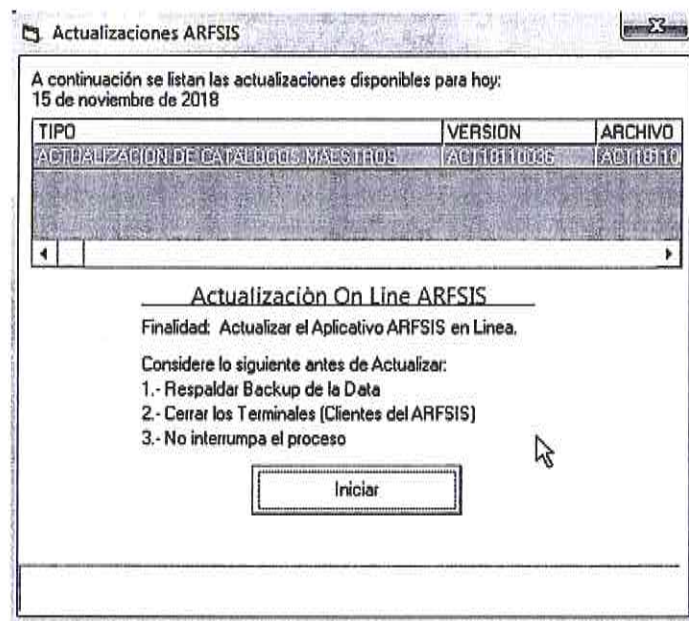 Actualizaciones ARFSIS
A continuación se listan las actualizaciones disponibles para hoy:
15 de noviembre de 2018
TIPO VERSION ARCHIVO
ACTUALIZACION DE CATALOGOS MAESTROS ACT18110036 ACT18110
Actualizaciòn On Line ARFSIS
Finalidad: Actualizar el Aplicativo ARFSIS en Linea.
Considere lo siguiente antes de Actualizar:
1.- Respaldar Backup de la Data
2.- Cerrar los Terminales (Clientes del ARFSIS)
3.- No interrumpa el proceso
Iniciar